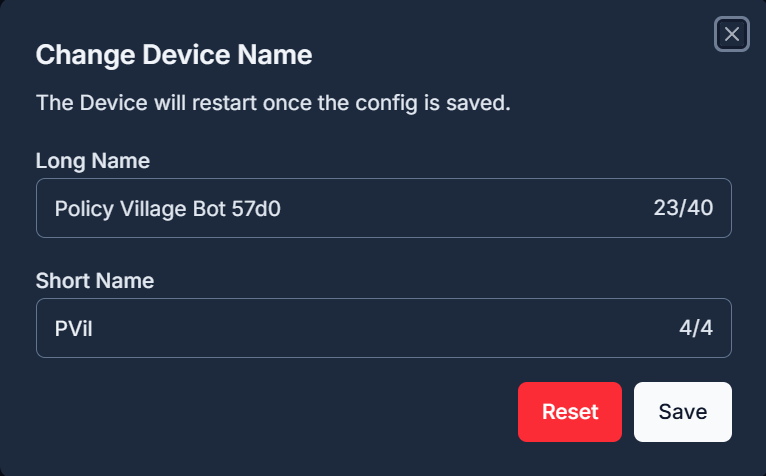 Change Device Name
The Device will restart once the config is saved.
Long Name
Policy Village Bot 57d0 23/40
Short Name
PVil 4/4
Reset Save